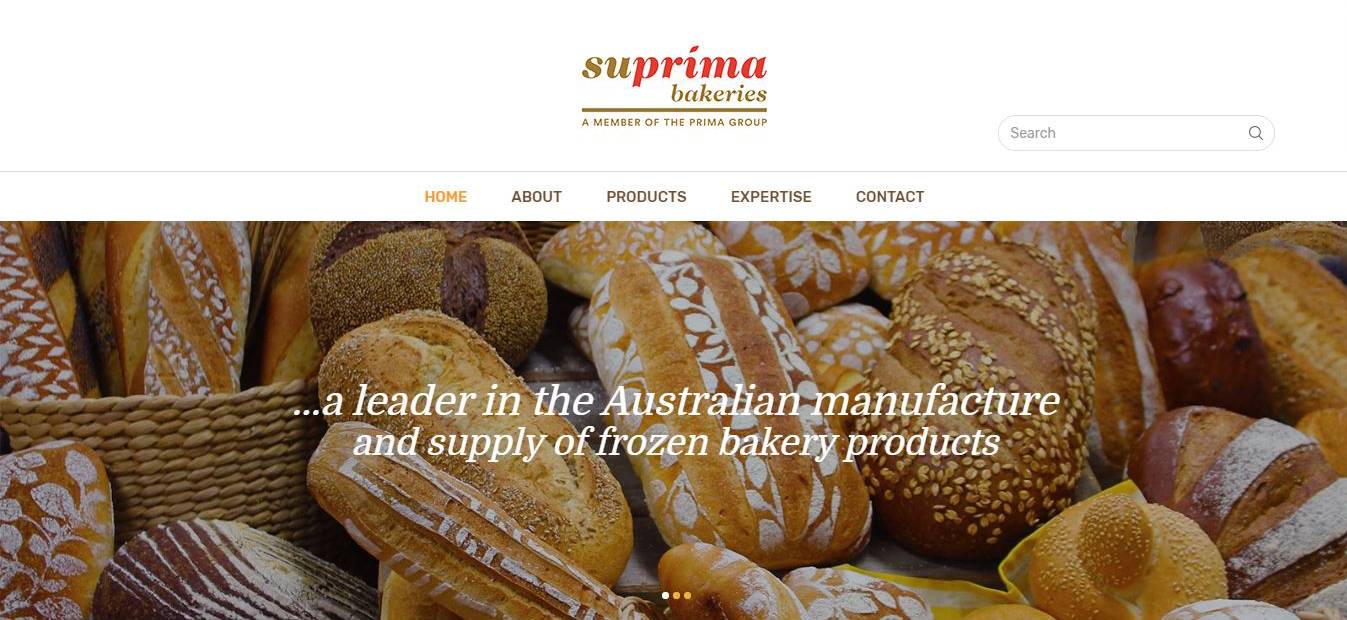 supríma
bakeries
A MEMBER OF THE PRIMA GROUP
Search
HOME ABOUT PRODUCTS EXPERTISE CONTACT
...a leader in the Australian manufacture
and supply of frozen bakery products